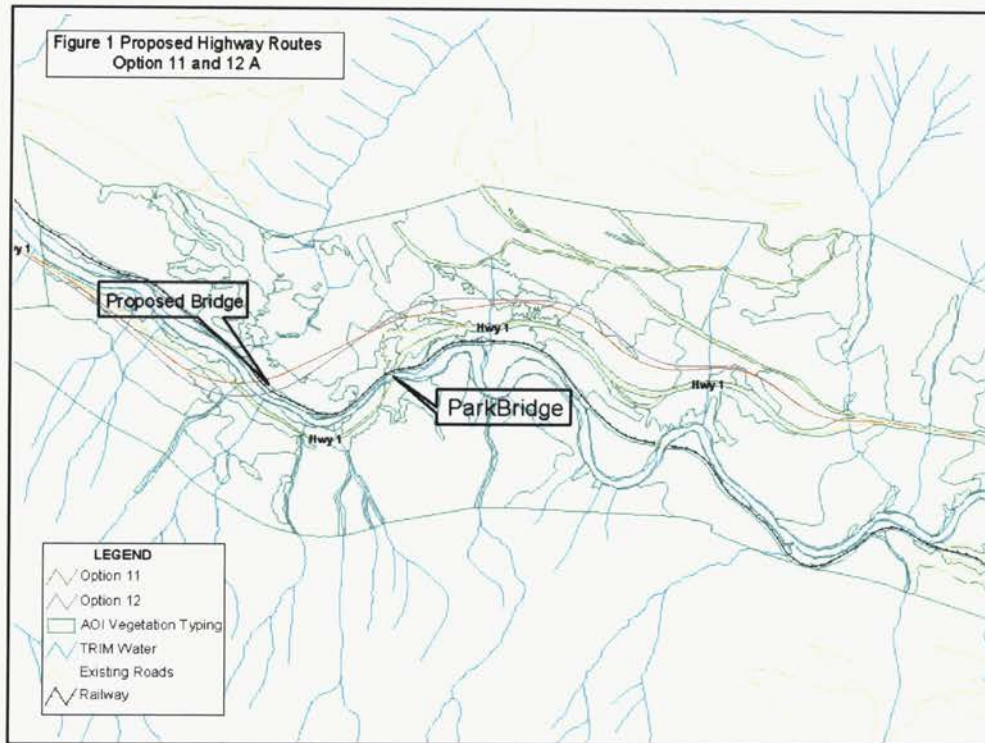 Figure 1 Proposed Highway Routes
Option 11 and 12 A
y 1
Proposed Bridge
Hwy 1
Hwy 1
ParkBridge
Hwy 1
LEGEND
Option 11
Option 12
AOI Vegetation Typing
TRIM Water
Existing Roads
Railway